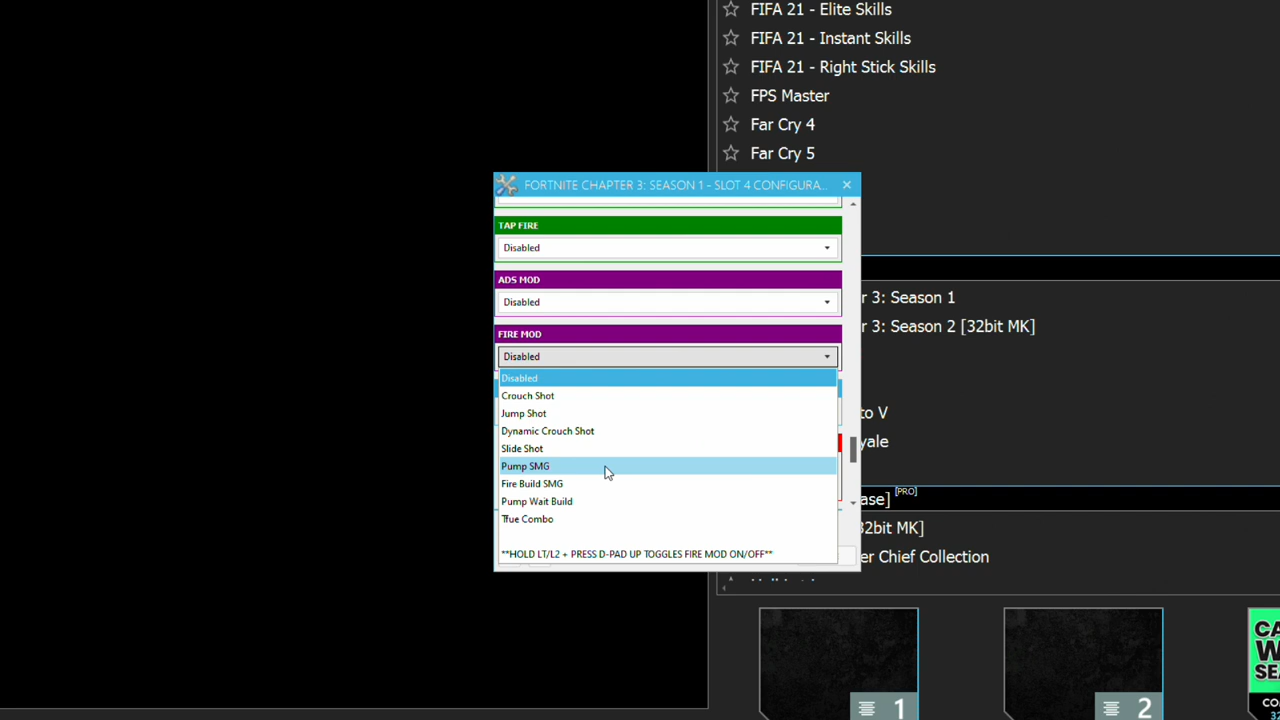 FIFA 21 - Elite Skills
FIFA 21 - Instant Skills
FIFA 21 - Right Stick Skills
FPS Master
Far Cry 4
Far Cry 5
FORTNITE CHAPTER 3: SEASON 1 - SLOT 4 CONFIGURA...
TAP FIRE
Disabled
ADS MOD
Disabled
r 3: Season 1
r 3: Season 2 [32bit MK]
FIRE MOD
Disabled
Disabled
Crouch Shot
Jump Shot
Dynamic Crouch Shot
Slide Shot
Pump SMG
Fire Build SMG
Pump Wait Build
Tfue Combo
**HOLD LT/L2 + PRESS D-PAD UP TOGGLES FIRE MOD ON/OFF**
to V
yale
ase] [PRO]
32bit MK]
er Chief Collection
1
2